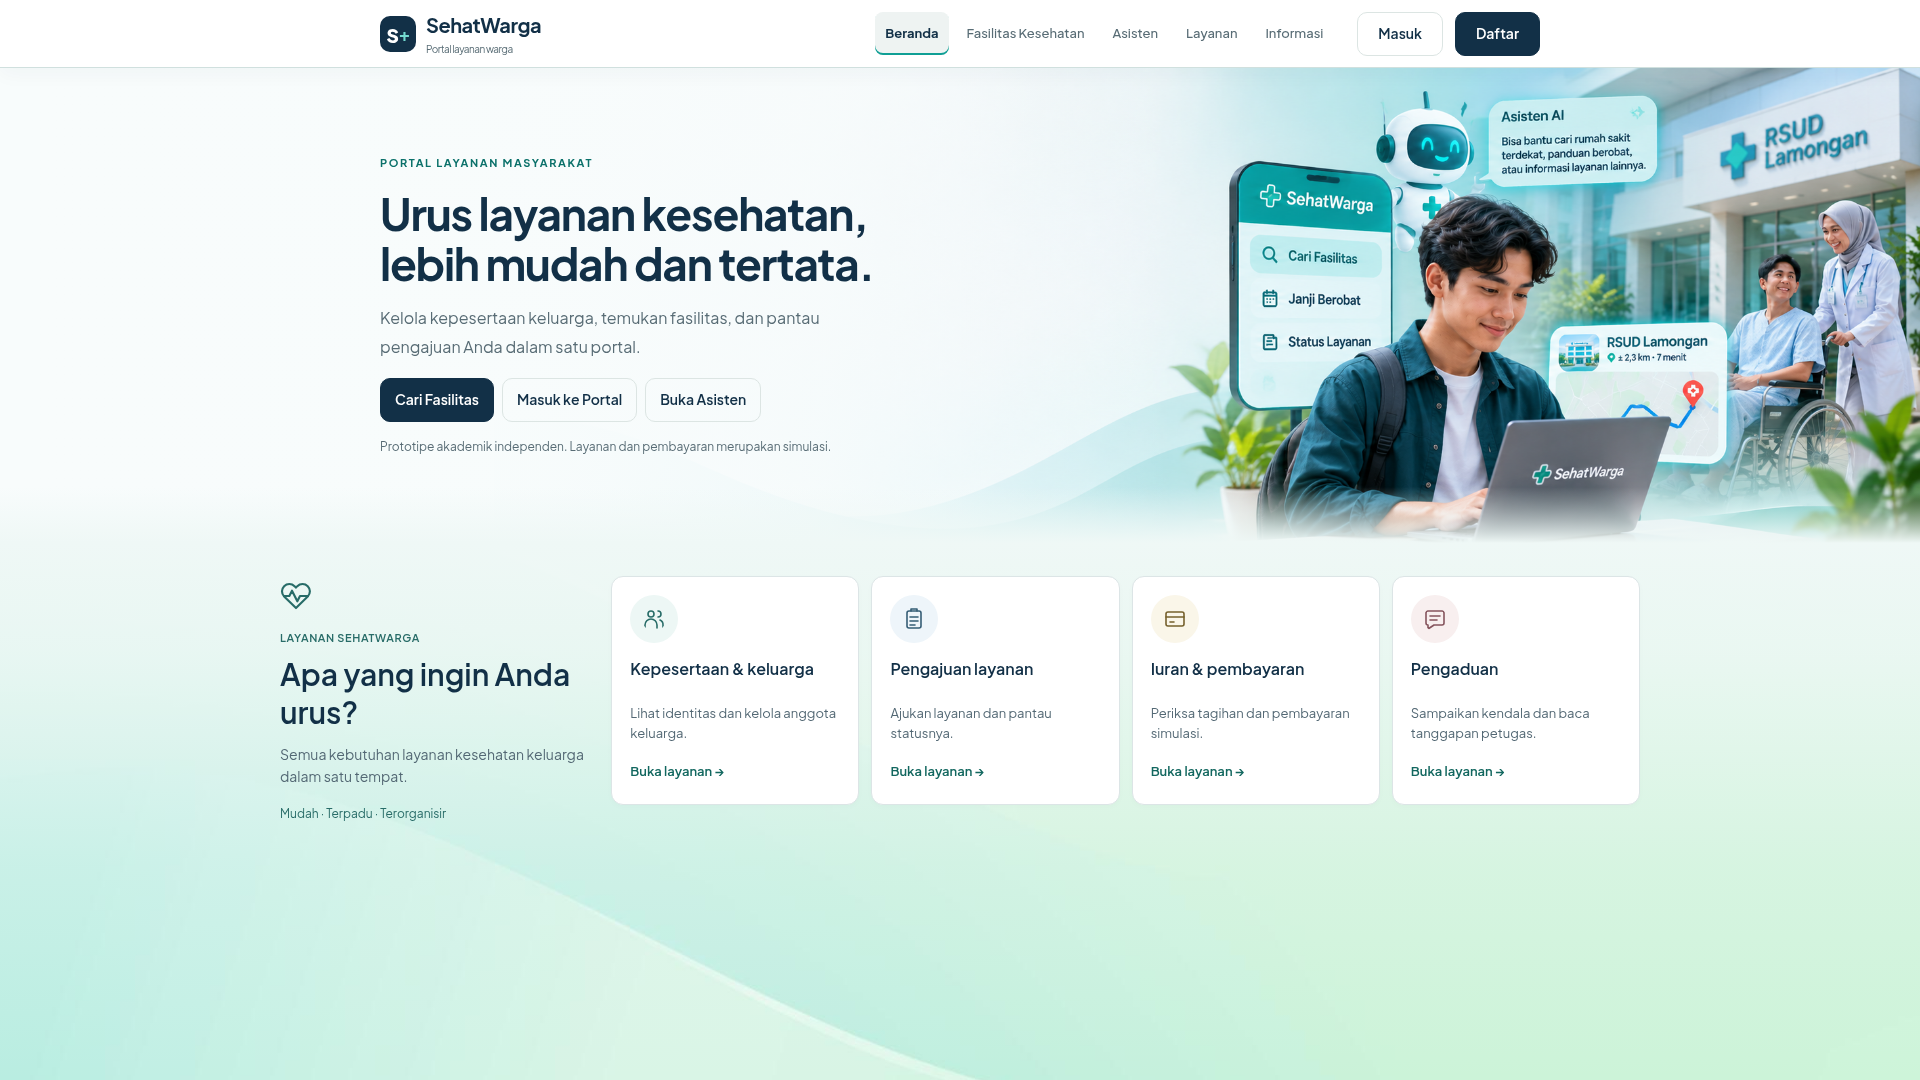 S+
SehatWarga
Portal layanan warga
Beranda
Fasilitas Kesehatan
Asisten
Layanan
Informasi
Masuk
Daftar
PORTAL LAYANAN MASYARAKAT
Urus layanan kesehatan,
lebih mudah dan tertata.
Kelola kepesertaan keluarga, temukan fasilitas, dan pantau
pengajuan Anda dalam satu portal.
Cari Fasilitas
Masuk ke Portal
Buka Asisten
Prototipe akademik independen. Layanan dan pembayaran merupakan simulasi.
SehatWarga
Cari Fasilitas
Janji Berobat
Status Layanan
Asisten AI
Bisa bantu cari rumah sakit
terdekat, panduan berobat,
atau informasi layanan lainnya.
RSUD
Lamongan
RSUD Lamongan
± 2,3 km • 7 menit
SehatWarga
LAYANAN SEHATWARGA
Apa yang ingin Anda
urus?
Semua kebutuhan layanan kesehatan keluarga
dalam satu tempat.
Mudah · Terpadu · Terorganisir
Kepesertaan & keluarga
Lihat identitas dan kelola anggota
keluarga.
Buka layanan →
Pengajuan layanan
Ajukan layanan dan pantau
statusnya.
Buka layanan →
Iuran & pembayaran
Periksa tagihan dan pembayaran
simulasi.
Buka layanan →
Pengaduan
Sampaikan kendala dan baca
tanggapan petugas.
Buka layanan →